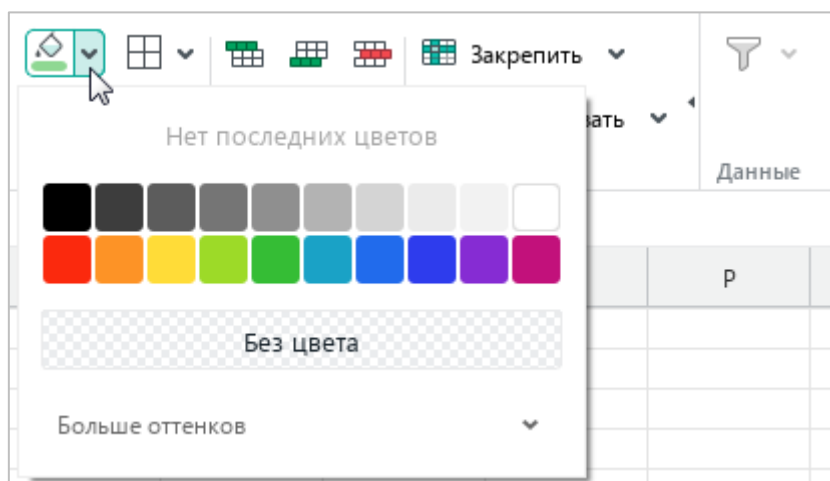 Закрепить
вать
Данные
Нет последних цветов
P
Без цвета
Больше оттенков